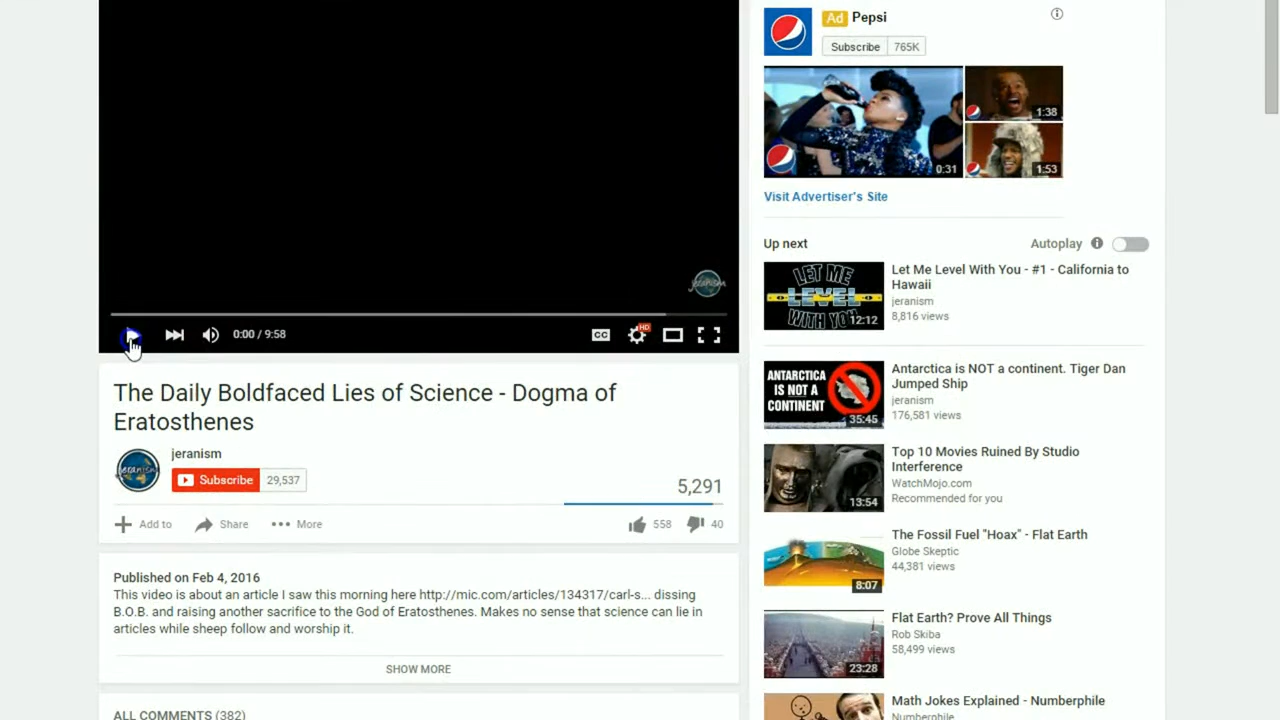 Ad Pepsi
Subscribe 765K
1:38
0:31
1:53
Visit Advertiser's Site
jeranism
0:00 / 9:58
CC
HD
The Daily Boldfaced Lies of Science - Dogma of
Eratosthenes
jeranism
jeranism
Subscribe 29,537
5,291
Add to Share More 558 40
Published on Feb 4, 2016
This video is about an article I saw this morning here http://mic.com/articles/134317/carl-s... dissing
B.O.B. and raising another sacrifice to the God of Eratosthenes. Makes no sense that science can lie in
articles while sheep follow and worship it.
SHOW MORE
ALL COMMENTS (382)
Up next Autoplay
LET ME
LEVEL
WITH YOU
12:12
Let Me Level With You - #1 - California to
Hawaii
jeranism
8,816 views
ANTARCTICA
IS NOT A
CONTINENT
35:45
Antarctica is NOT a continent. Tiger Dan
Jumped Ship
jeranism
176,581 views
13:54
Top 10 Movies Ruined By Studio
Interference
WatchMojo.com
Recommended for you
8:07
The Fossil Fuel "Hoax" - Flat Earth
Globe Skeptic
44,381 views
23:28
Flat Earth? Prove All Things
Rob Skiba
58,499 views
Math Jokes Explained - Numberphile
Numberphile